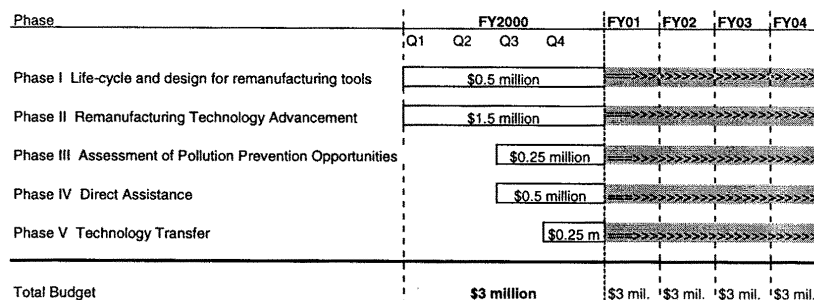 Phase FY2000 FY01 FY02 FY03 FY04
Q1 Q2 Q3 Q4
Phase I Life-cycle and design for remanufacturing tools $0.5 million
Phase II Remanufacturing Technology Advancement $1.5 million
Phase III Assessment of Pollution Prevention Opportunities $0.25 million
Phase IV Direct Assistance $0.5 million
Phase V Technology Transfer $0.25 m
Total Budget $3 million $3 mil. $3 mil. $3 mil. $3 mil.